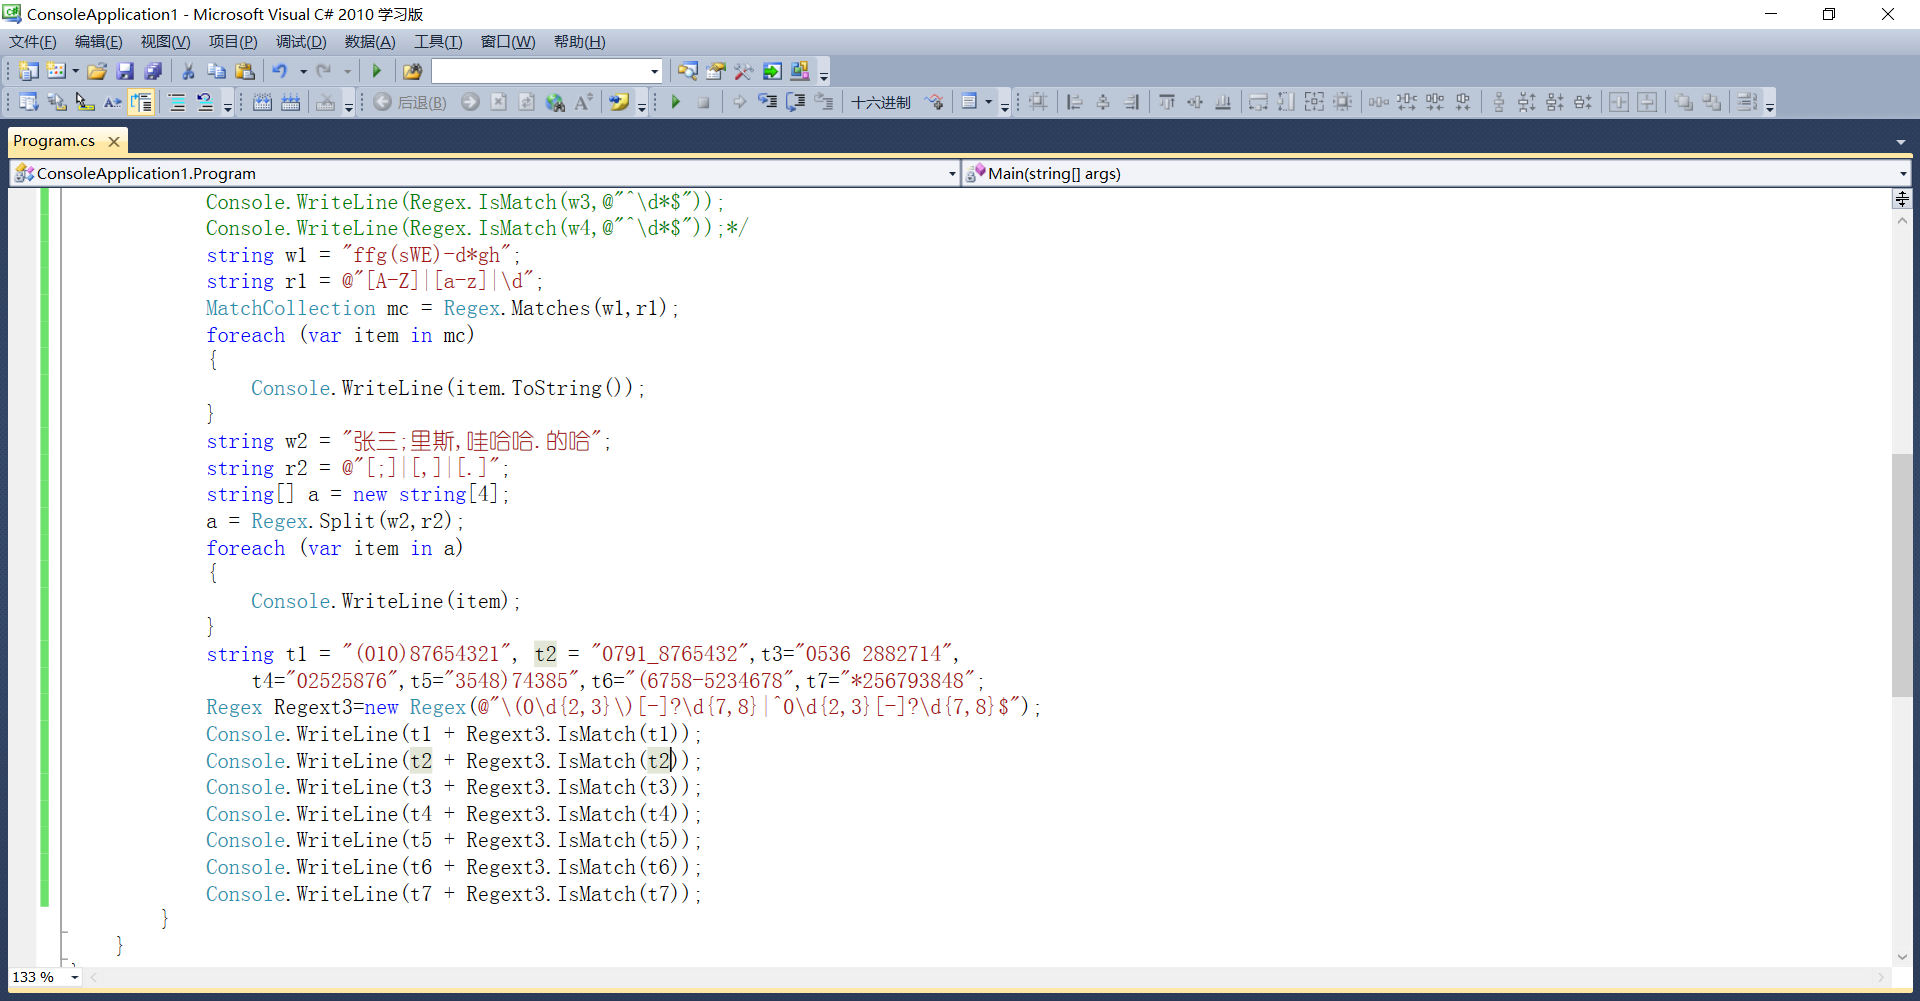 ConsoleApplication1 - Microsoft Visual C# 2010 学习版
文件(F) 编辑(E) 视图(V) 项目(P) 调试(D) 数据(A) 工具(T) 窗口(W) 帮助(H)
后退(B) 十六进制
Program.cs
ConsoleApplication1.Program Main(string[] args)
Console.WriteLine(Regex.IsMatch(w3,@"^\d*$"));
Console.WriteLine(Regex.IsMatch(w4,@"^\d*$"));*/
string w1 = "ffg(sWE)-d*gh";
string r1 = @"[A-Z]|[a-z]|\d";
MatchCollection mc = Regex.Matches(w1,r1);
foreach (var item in mc)
{
Console.WriteLine(item.ToString());
}
string w2 = "张三;里斯,哇哈哈.的哈";
string r2 = @"[;]|[,]|[.]";
string[] a = new string[4];
a = Regex.Split(w2,r2);
foreach (var item in a)
{
Console.WriteLine(item);
}
string t1 = "(010)87654321", t2 = "0791_8765432",t3="0536 2882714",
t4="02525876",t5="3548)74385",t6="(6758-5234678",t7="*256793848";
Regex Regext3=new Regex(@"\(0\d{2,3}\)[-]?\d{7,8}|^0\d{2,3}[-]?\d{7,8}$");
Console.WriteLine(t1 + Regext3.IsMatch(t1));
Console.WriteLine(t2 + Regext3.IsMatch(t2));
Console.WriteLine(t3 + Regext3.IsMatch(t3));
Console.WriteLine(t4 + Regext3.IsMatch(t4));
Console.WriteLine(t5 + Regext3.IsMatch(t5));
Console.WriteLine(t6 + Regext3.IsMatch(t6));
Console.WriteLine(t7 + Regext3.IsMatch(t7));
}
}
133 %